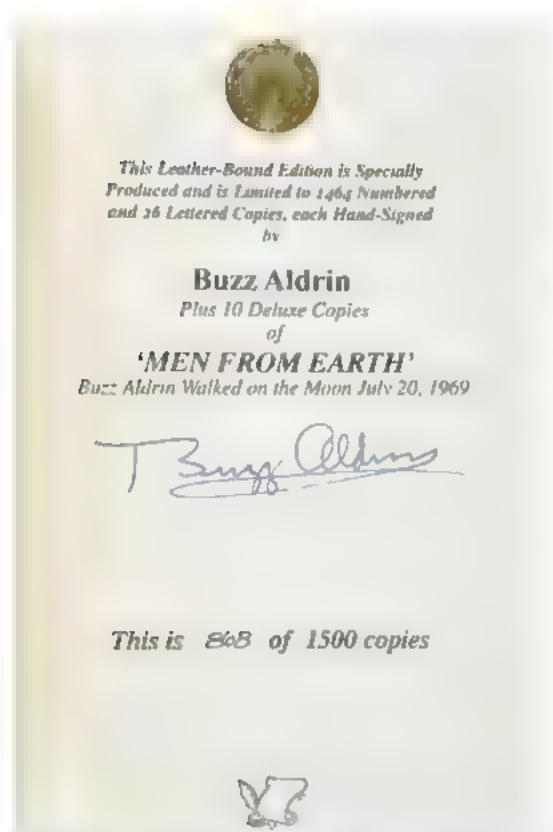 This Leather-Bound Edition is Specially
Produced and is Limited to 1464 Numbered
and 26 Lettered Copies, each Hand-Signed
by
Buzz Aldrin
Plus 10 Deluxe Copies
of
'MEN FROM EARTH'
Buzz Aldrin Walked on the Moon July 20, 1969
Buzz Aldrin
This is 868 of 1500 copies